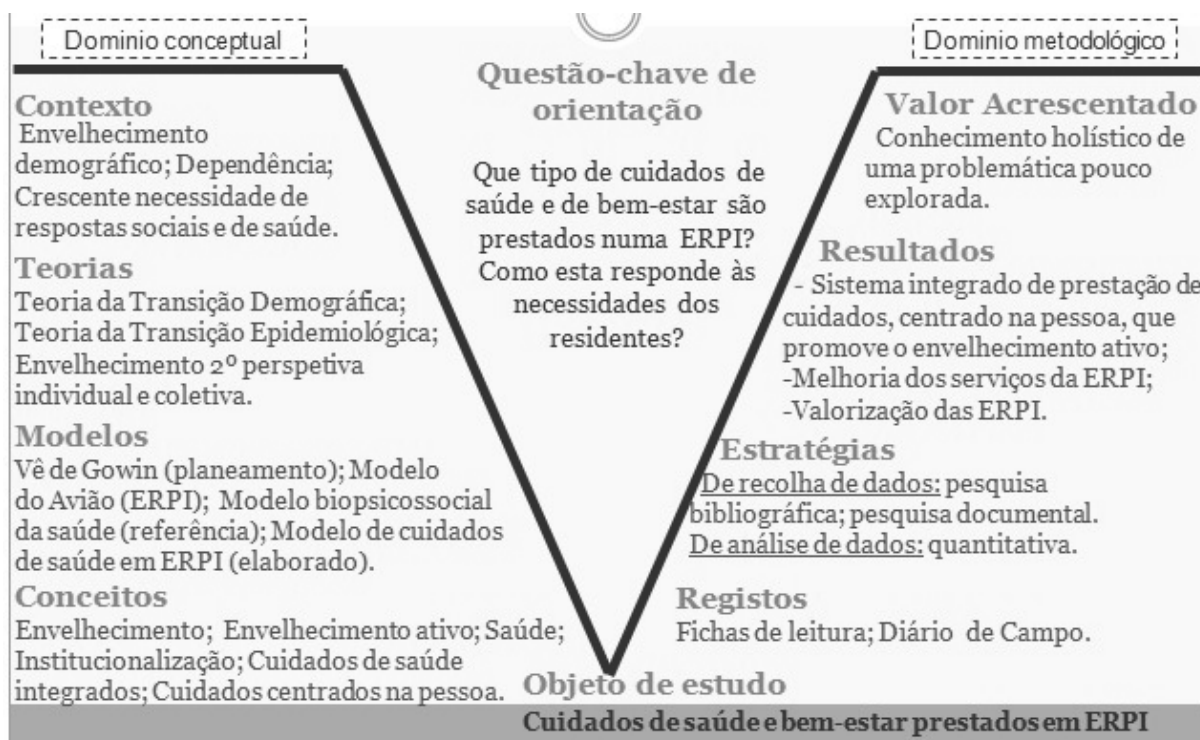 Dominio conceptual
Contexto
Envelhecimento
demográfico; Dependência;
Crescente necessidade de
respostas sociais e de saúde.
Teorias
Teoria da Transição Demográfica;
Teoria da Transição Epidemiológica;
Envelhecimento 2º perspetiva
individual e coletiva.
Modelos
Vê de Gowin (planeamento); Modelo
do Avião (ERPI); Modelo biopsicossocial
da saúde (referência); Modelo de cuidados
de saúde em ERPI (elaborado).
Conceitos
Envelhecimento; Envelhecimento ativo; Saúde;
Institucionalização; Cuidados de saúde
integrados; Cuidados centrados na pessoa.
Questão-chave de
orientação
Que tipo de cuidados de
saúde e de bem-estar são
prestados numa ERPI?
Como esta responde às
necessidades dos
residentes?
Dominio metodológico
Valor Acrescentado
Conhecimento holístico de
uma problemática pouco
explorada.
Resultados
- Sistema integrado de prestação de
cuidados, centrado na pessoa, que
promove o envelhecimento ativo;
-Melhoria dos serviços da ERPI;
-Valorização das ERPI.
Estratégias
De recolha de dados: pesquisa
bibliográfica; pesquisa documental.
De análise de dados: quantitativa.
Registos
Fichas de leitura; Diário de Campo.
Objeto de estudo
Cuidados de saúde e bem-estar prestados em ERPI